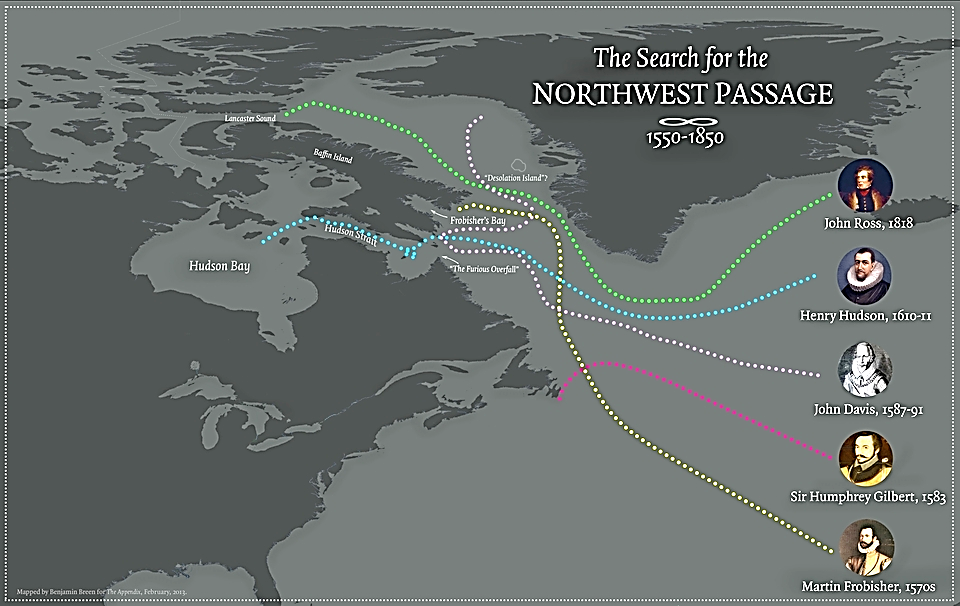 The Search for the
NORTHWEST PASSAGE
1550-1850
Lancaster Sound
Baffin Island
"Desolation Island"?
Frobisher's Bay
Hudson Strait
"The Furious Overfall"
Hudson Bay
John Ross, 1818
Henry Hudson, 1610-11
John Davis, 1587-91
Sir Humphrey Gilbert, 1583
Martin Frobisher, 1570s
Mapped by Benjamin Breen for The Appendix, February, 2013.